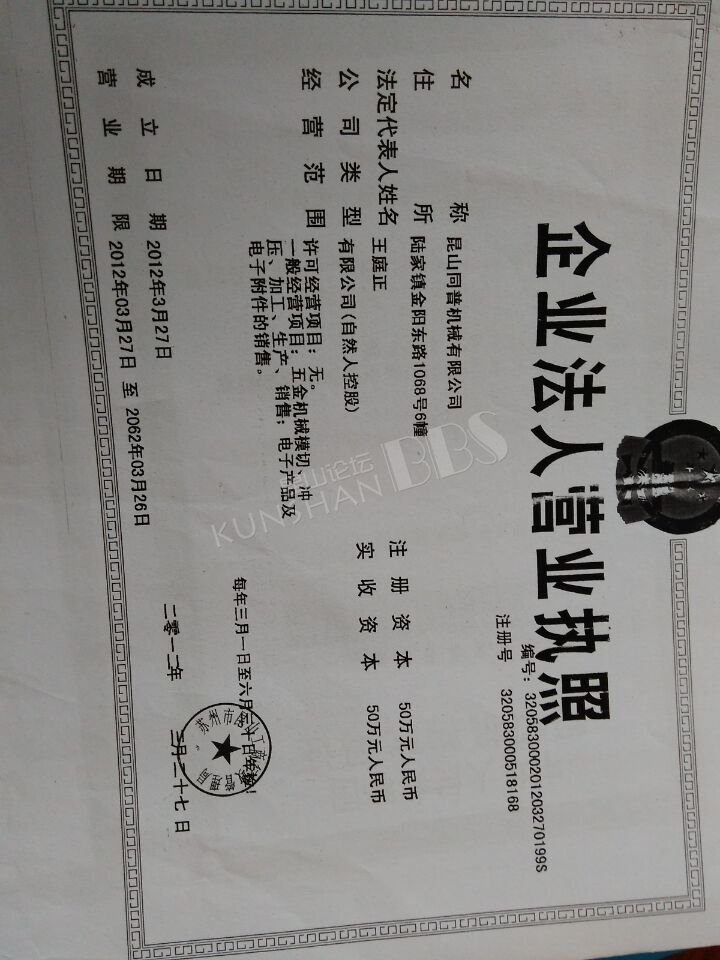 企业法人营业执照
编号：320583000201203270199S
注册号 320583000518168
名称 昆山同普机械有限公司
住所 陆家镇金阳东路1068号6幢
法定代表人姓名 王庭正
公司类型 有限公司(自然人控股)
经营范围 许可经营项目：无。
一般经营项目：五金机械模切、冲
压、加工、生产、销售；电子产品及
电子附件的销售。
注册资本 50万元人民币
实收资本 50万元人民币
成立日期 2012年3月27日
营业期限 2012年03月27日 至 2062年03月26日
每年三月一日至六月三十日年检！
二零一二年 三月二十七日
昆山论坛
KUNSHAN BBS